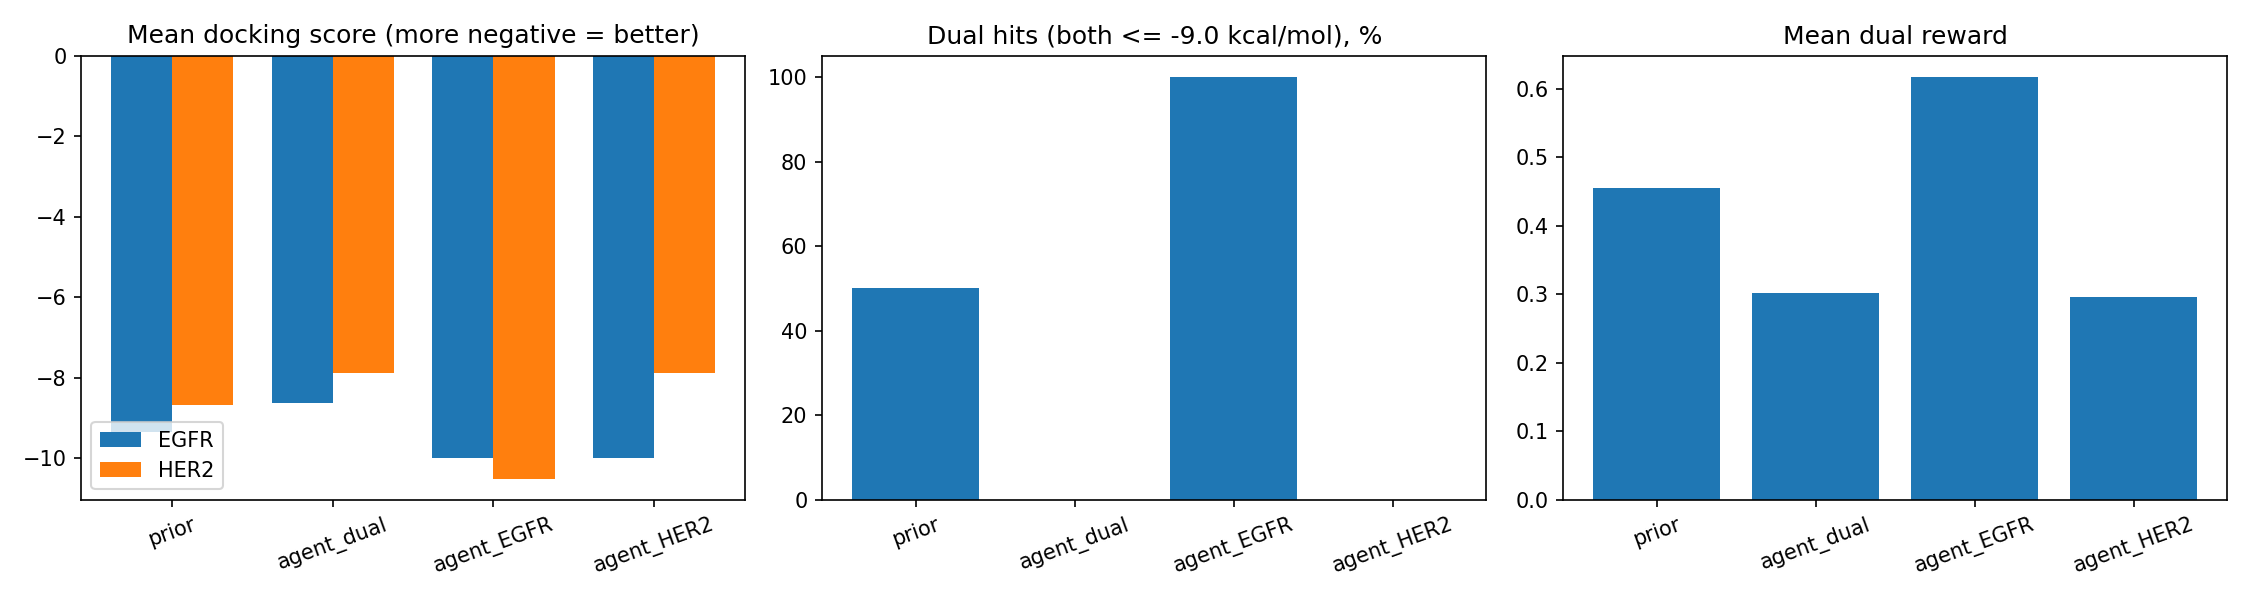 Mean docking score (more negative = better)
0
−2
−4
−6
−8
−10
EGFR
HER2
prior
agent_dual
agent_EGFR
agent_HER2
Dual hits (both <= -9.0 kcal/mol), %
100
80
60
40
20
0
prior
agent_dual
agent_EGFR
agent_HER2
Mean dual reward
0.6
0.5
0.4
0.3
0.2
0.1
0.0
prior
agent_dual
agent_EGFR
agent_HER2